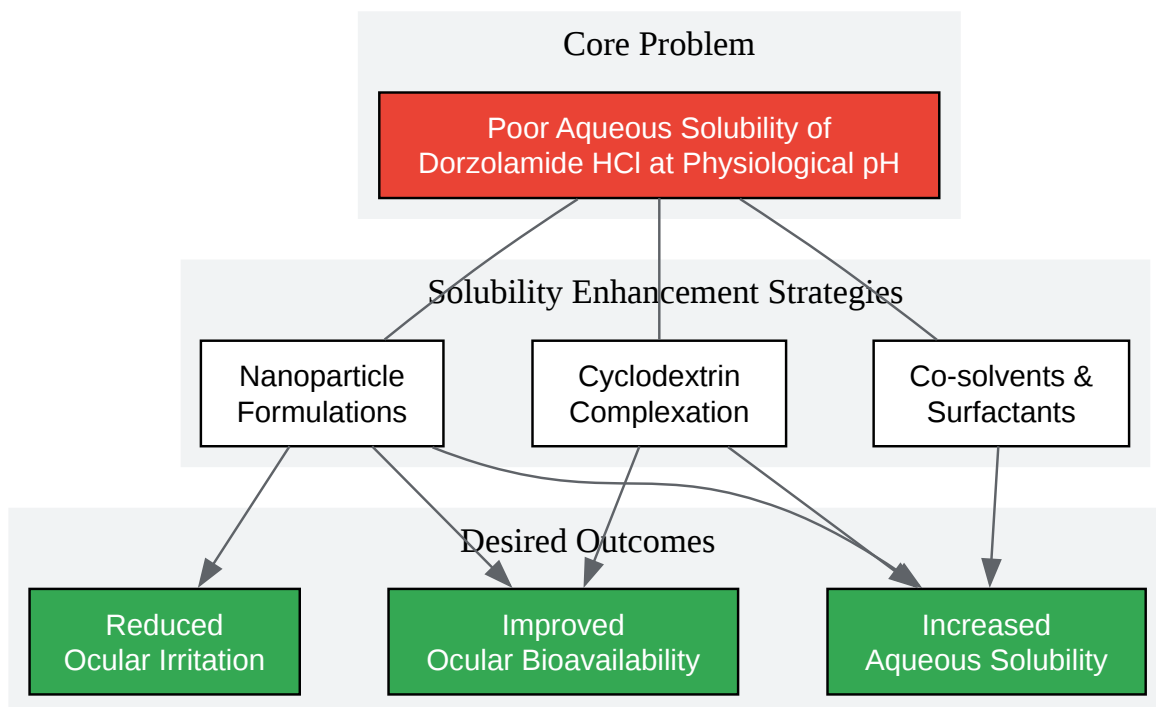 Core Problem
Poor Aqueous Solubility of
Dorzolamide HCl at Physiological pH
Solubility Enhancement Strategies
Nanoparticle
Formulations
Cyclodextrin
Complexation
Co-solvents &
Surfactants
Desired Outcomes
Reduced
Ocular Irritation
Improved
Ocular Bioavailability
Increased
Aqueous Solubility